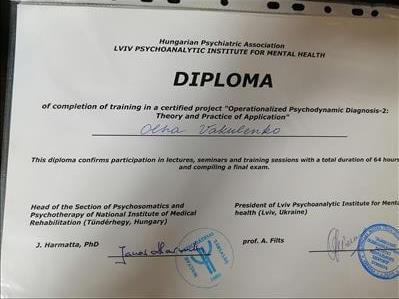 Hungarian Psychiatric Association
LVIV PSYCHOANALYTIC INSTITUTE FOR MENTAL HEALTH
DIPLOMA
of completion of training in a certified project "Operationalized Psychodynamic Diagnosis-2:
Theory and Practice of Application"
Olha Vakulenko
This diploma confirms participation in lectures, seminars and training sessions with a total duration of 64 hours
and compiling a final exam.
Head of the Section of Psychosomatics and
Psychotherapy of National Institute of Medical
Rehabilitation (Tündérhegy, Hungary)
J. Harmatta, PhD
President of Lviv Psychoanalytic Institute for Menta
health (Lviv, Ukraine)
prof. A. Filts